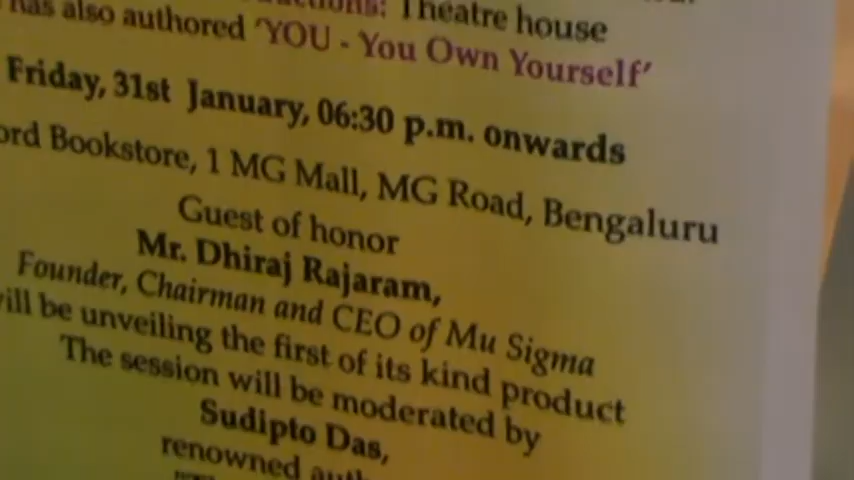 Theatre house
has also authored 'YOU - You Own Yourself'
Friday, 31st January, 06:30 p.m. onwards
Bookstore, 1 MG Mall, MG Road, Bengaluru
Guest of honor
Mr. Dhiraj Rajaram,
Founder, Chairman and CEO of Mu Sigma
will be unveiling the first of its kind product
The session will be moderated by
Sudipto Das,
renowned